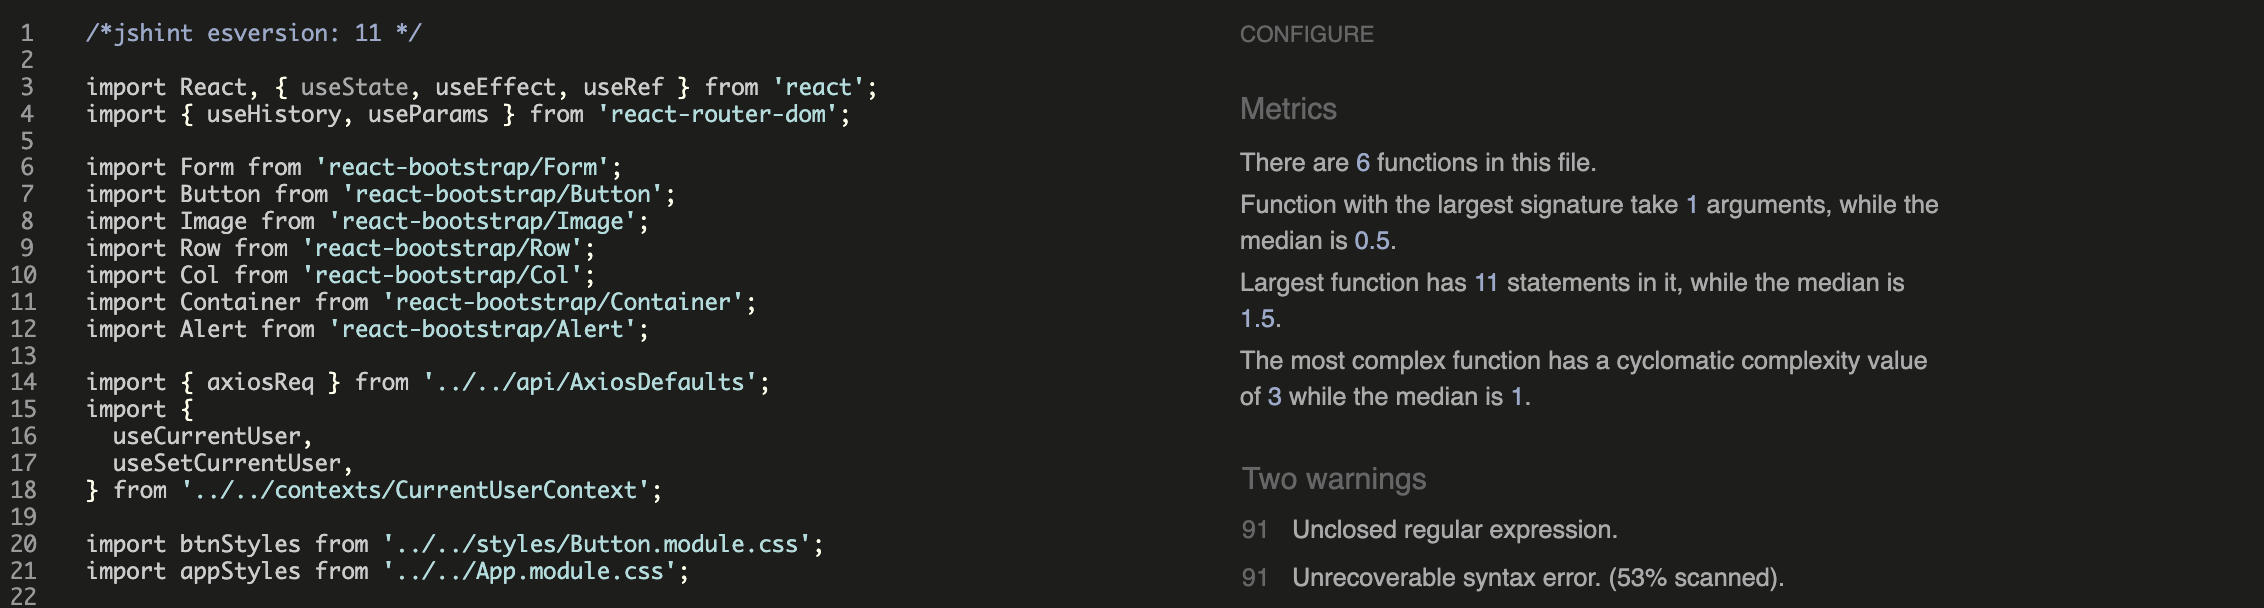 1 /*jshint esversion: 11 */
2
3 import React, { useState, useEffect, useRef } from 'react';
4 import { useHistory, useParams } from 'react-router-dom';
5
6 import Form from 'react-bootstrap/Form';
7 import Button from 'react-bootstrap/Button';
8 import Image from 'react-bootstrap/Image';
9 import Row from 'react-bootstrap/Row';
10 import Col from 'react-bootstrap/Col';
11 import Container from 'react-bootstrap/Container';
12 import Alert from 'react-bootstrap/Alert';
13
14 import { axiosReq } from '../../api/AxiosDefaults';
15 import {
16 useCurrentUser,
17 useSetCurrentUser,
18 } from '../../contexts/CurrentUserContext';
19
20 import btnStyles from '../../styles/Button.module.css';
21 import appStyles from '../../App.module.css';
22
CONFIGURE
Metrics
There are 6 functions in this file.
Function with the largest signature take 1 arguments, while the
median is 0.5.
Largest function has 11 statements in it, while the median is
1.5.
The most complex function has a cyclomatic complexity value
of 3 while the median is 1.
Two warnings
91 Unclosed regular expression.
91 Unrecoverable syntax error. (53% scanned).